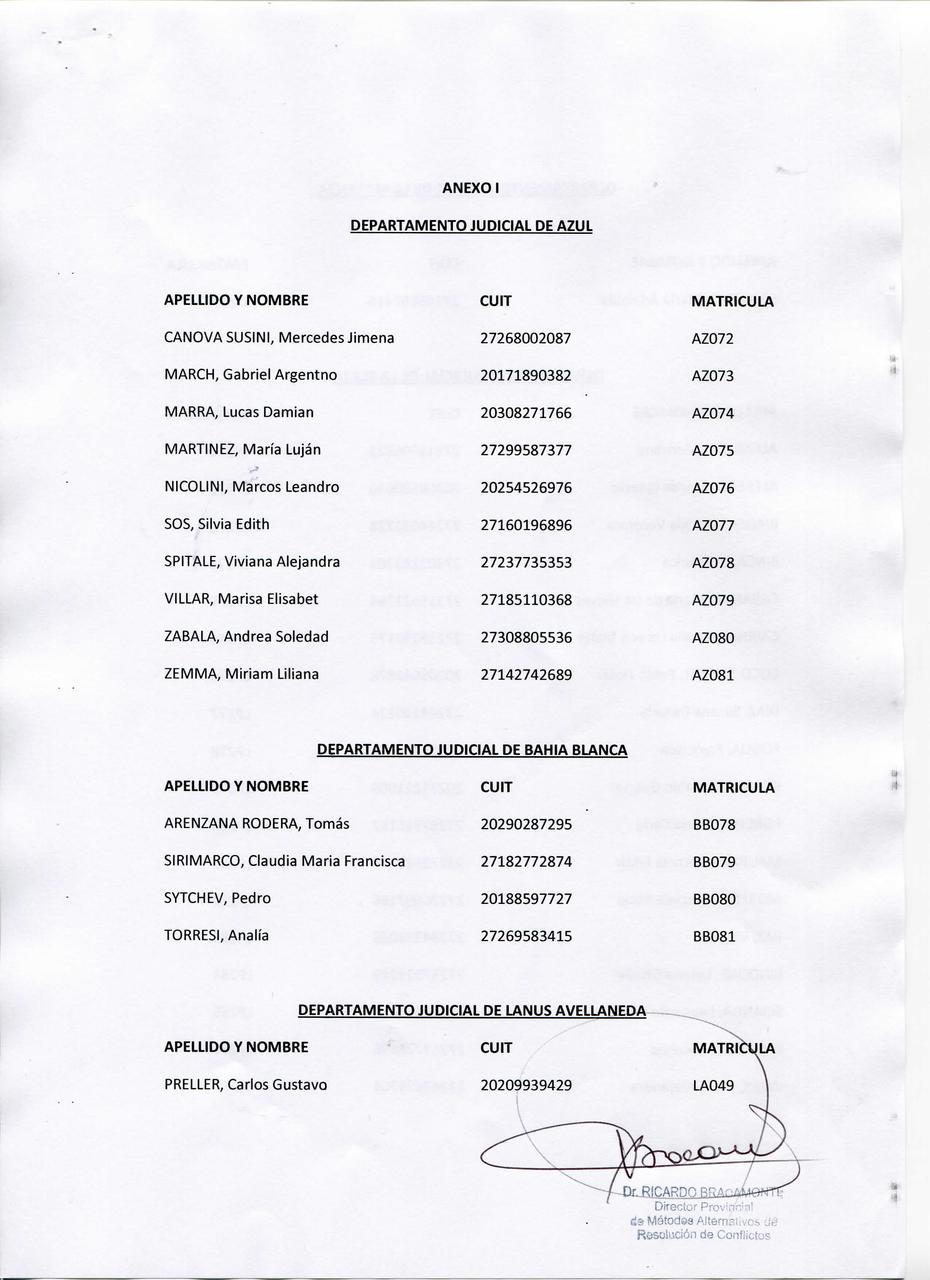 ANEXO I
DEPARTAMENTO JUDICIAL DE AZUL
APELLIDO Y NOMBRE CUIT MATRICULA
CANOVA SUSINI, Mercedes Jimena 27268002087 AZ072
MARCH, Gabriel Argentno 20171890382 AZ073
MARRA, Lucas Damian 20308271766 AZ074
MARTINEZ, María Luján 27299587377 AZ075
NICOLINI, Marcos Leandro 20254526976 AZ076
SOS, Silvia Edith 27160196896 AZ077
SPITALE, Viviana Alejandra 27237735353 AZ078
VILLAR, Marisa Elisabet 27185110368 AZ079
ZABALA, Andrea Soledad 27308805536 AZ080
ZEMMA, Miriam Liliana 27142742689 AZ081
DEPARTAMENTO JUDICIAL DE BAHIA BLANCA
APELLIDO Y NOMBRE CUIT MATRICULA
ARENZANA RODERA, Tomás 20290287295 BB078
SIRIMARCO, Claudia Maria Francisca 27182772874 BB079
SYTCHEV, Pedro 20188597727 BB080
TORRESI, Analía 27269583415 BB081
DEPARTAMENTO JUDICIAL DE LANUS AVELLANEDA
APELLIDO Y NOMBRE CUIT MATRICULA
PRELLER, Carlos Gustavo 20209939429 LA049
Dr. RICARDO BRAGAMONTE
Director Provincial
de Métodos Alternativos de
Resolución de Conflictos